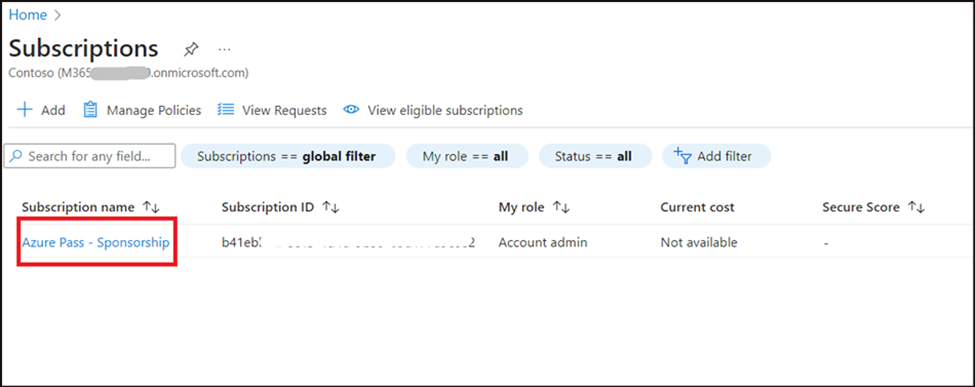 Home >
Subscriptions ...
Contoso (M365 .onmicrosoft.com)
+ Add Manage Policies View Requests View eligible subscriptions
Search for any field... Subscriptions == global filter My role == all Status == all Add filter
Subscription name ↑↓ Subscription ID ↑↓ My role ↑↓ Current cost Secure Score ↑↓
Azure Pass - Sponsorship b41eb 2 Account admin Not available -